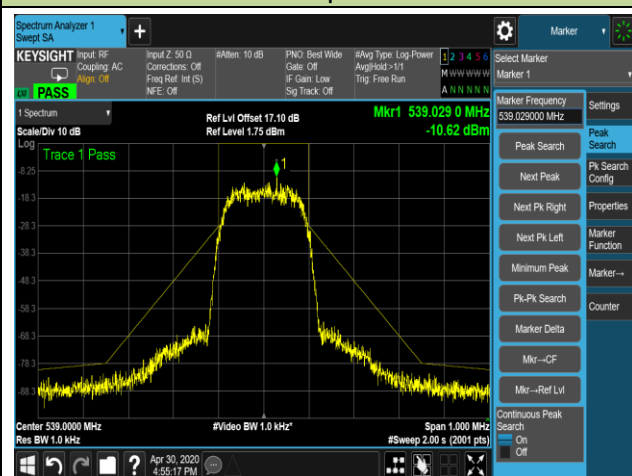 Spectrum Analyzer 1
Swept SA
+
Marker
KEYSIGHT
Input: RF
Coupling: AC
Align: Off
Input Z: 50 Ω
Corrections: Off
Freq Ref: Int (S)
NFE: Off
#Atten: 10 dB
PNO: Best Wide
Gate: Off
IF Gain: Low
Sig Track: Off
#Avg Type: Log-Power
Avg|Hold:>1/1
Trig: Free Run
1 2 3 4 5 6
M W W W W W
A N N N N N
LXI
PASS
Select Marker
Marker 1
1 Spectrum
Scale/Div 10 dB
Ref Lvl Offset 17.10 dB
Ref Level 1.75 dBm
Mkr1 539.029 0 MHz
-10.62 dBm
Log
Trace 1 Pass
1
-8.25
-18.3
-28.3
-38.3
-48.3
-58.3
-68.3
-78.3
-88.3
Center 539.0000 MHz
Res BW 1.0 kHz
#Video BW 1.0 kHz*
Span 1.000 MHz
#Sweep 2.00 s (2001 pts)
Marker Frequency
539.029000 MHz
Peak Search
Next Peak
Next Pk Right
Next Pk Left
Minimum Peak
Pk-Pk Search
Marker Delta
Mkr→CF
Mkr→Ref Lvl
Continuous Peak
Search
On
Off
Settings
Peak
Search
Pk Search
Config
Properties
Marker
Function
Marker→
Counter
?
Apr 30, 2020
4:55:17 PM